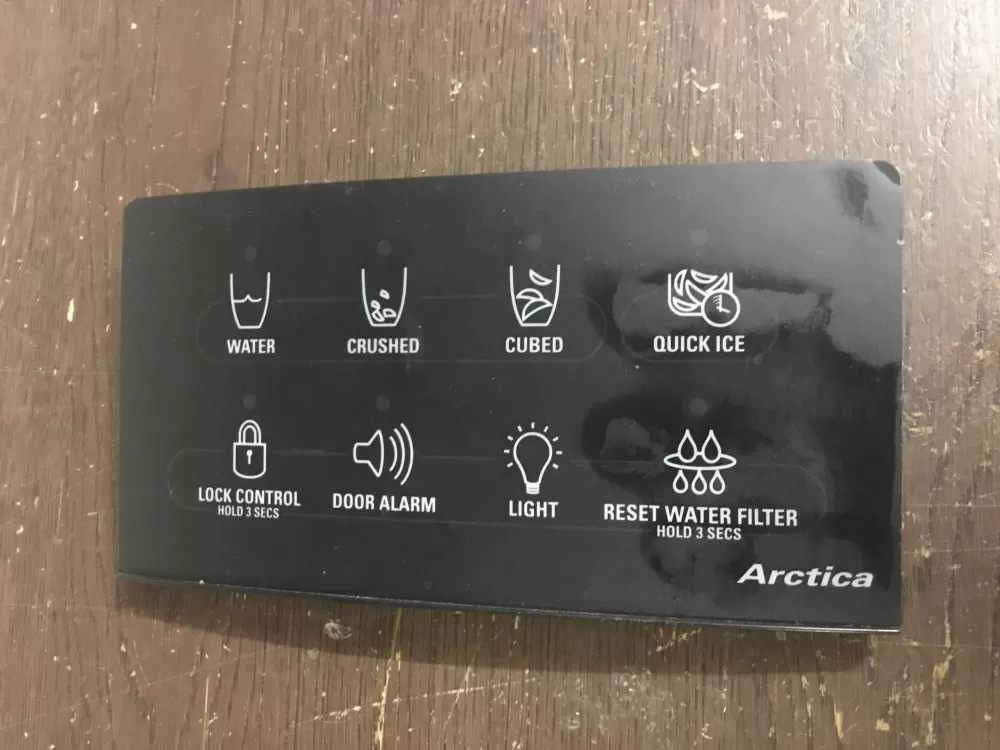 WATER
CRUSHED
CUBED
QUICK ICE
LOCK CONTROL
HOLD 3 SECS
DOOR ALARM
LIGHT
RESET WATER FILTER
HOLD 3 SECS
Arctica